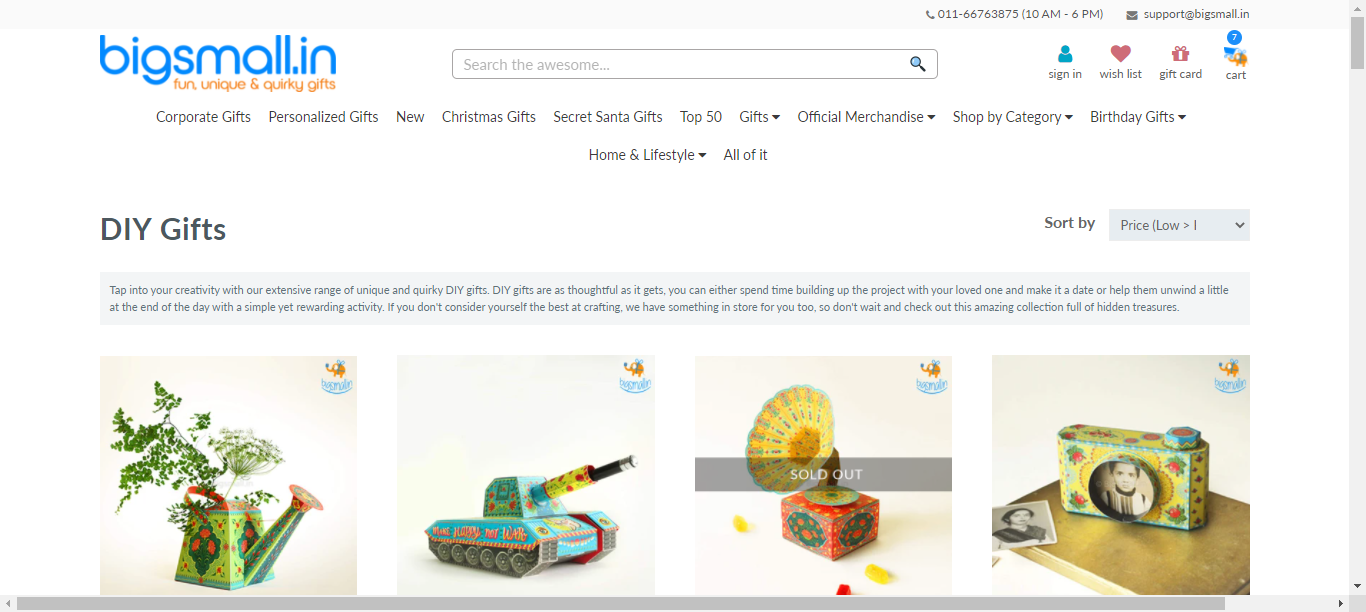 011-66763875 (10 AM - 6 PM) support@bigsmall.in
bigsmall.in
fun, unique & quirky gifts
Search the awesome...
7
sign in wish list gift card cart
Corporate Gifts Personalized Gifts New Christmas Gifts Secret Santa Gifts Top 50 Gifts Official Merchandise Shop by Category Birthday Gifts
Home & Lifestyle All of it
DIY Gifts
Sort by Price (Low > I
Tap into your creativity with our extensive range of unique and quirky DIY gifts. DIY gifts are as thoughtful as it gets, you can either spend time building up the project with your loved one and make it a date or help them unwind a little
at the end of the day with a simple yet rewarding activity. If you don't consider yourself the best at crafting, we have something in store for you too, so don't wait and check out this amazing collection full of hidden treasures.
bigsmall.in bigsmall.in bigsmall.in bigsmall.in
SOLD OUT
MAKE HAPPY NOT WAR